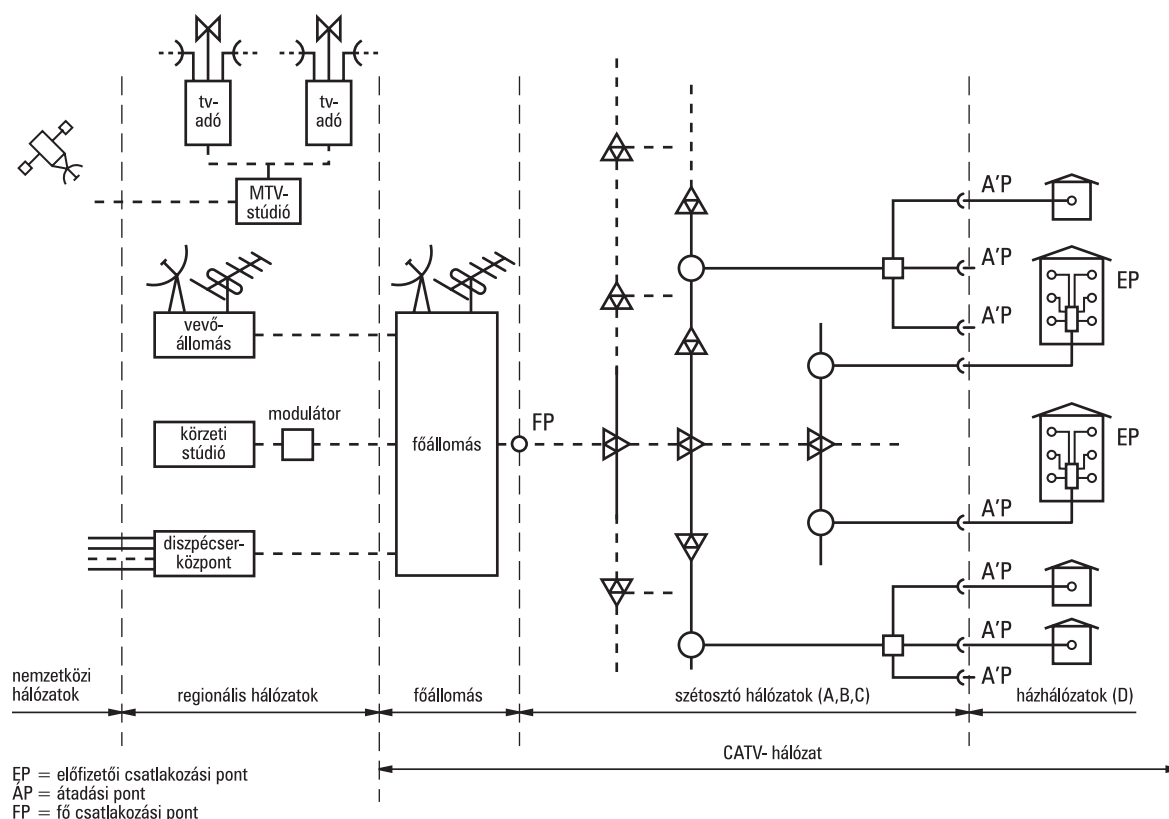 tv-
adó
tv-
adó
MTV-
stúdió
vevő-
állomás
körzeti
stúdió
modulátor
diszpécser-
központ
főállomás
FP
A'P
A'P
A'P
EP
EP
A'P
A'P
A'P
A'P
nemzetközi
hálózatok
regionális hálózatok
főállomás
szétosztó hálózatok (A,B,C)
házhálózatok (D)
CATV- hálózat
EP = előfizetői csatlakozási pont
ÁP = átadási pont
FP = fő csatlakozási pont